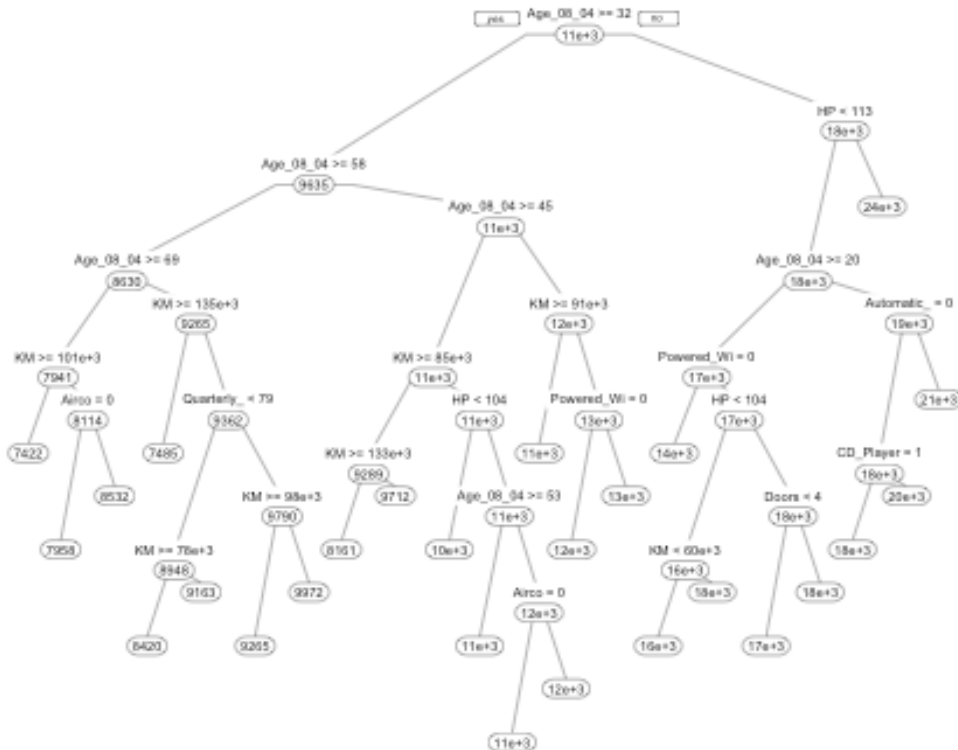 yes Age_08_04 >= 32 no
11e+3
HP < 113
18e+3
Age_08_04 >= 58
9635
24e+3
Age_08_04 >= 45
11e+3
Age_08_04 >= 69
8630
Age_08_04 >= 20
18e+3
KM >= 135e+3
9265
KM >= 91e+3
12e+3
Automatic_ = 0
19e+3
KM >= 101e+3
7941
KM >= 85e+3
11e+3
Powered_Wi = 0
17e+3
Airco = 0
8114
Quarterly_ < 79
9362
HP < 104
11e+3
Powered_Wi = 0
13e+3
HP < 104
17e+3
21e+3
7422
7485
KM >= 133e+3
9289
11e+3
14e+3
CD_Player = 1
18e+3
8532
KM >= 98e+3
9790
9712
Age_08_04 >= 53
11e+3
13e+3
Doors < 4
18e+3
20e+3
7958
KM >= 76e+3
8948
8161
10e+3
12e+3
KM < 60e+3
16e+3
18e+3
9163
9972
Airco = 0
12e+3
18e+3
18e+3
8420
9265
11e+3
16e+3
17e+3
12e+3
11e+3